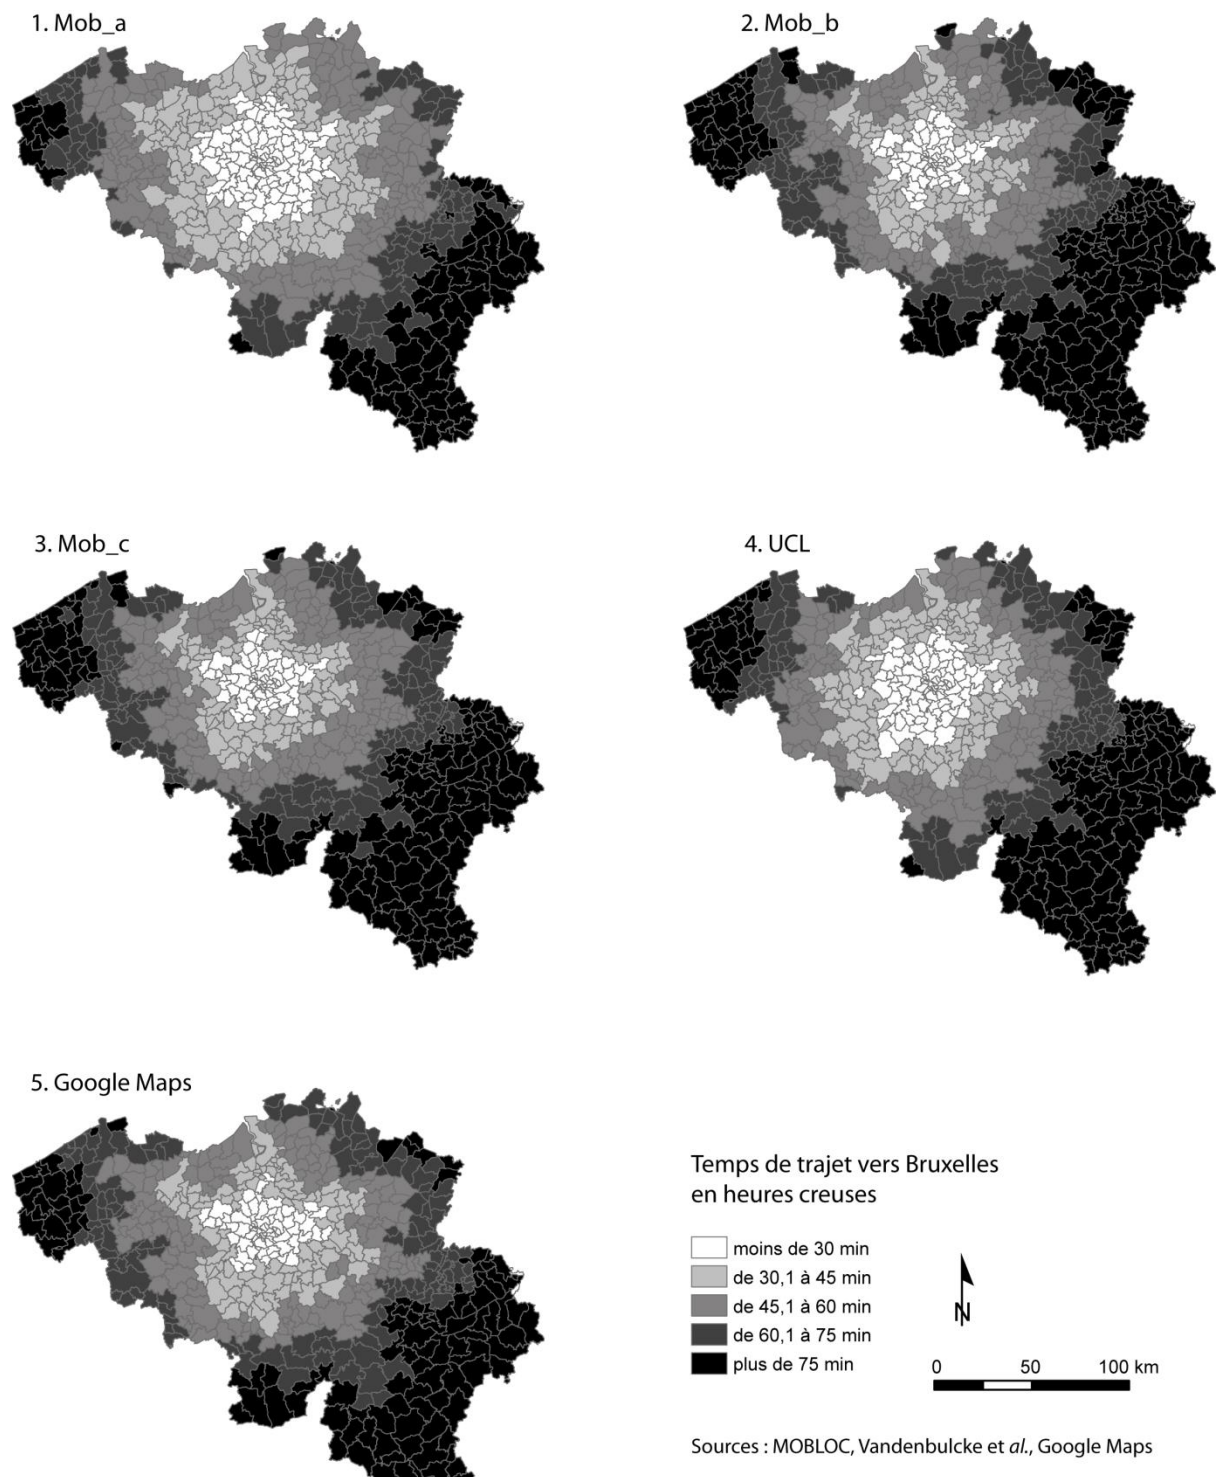 1. Mob_a
2. Mob_b
3. Mob_c
4. UCL
5. Google Maps
Temps de trajet vers Bruxelles
en heures creuses
moins de 30 min
de 30,1 à 45 min
de 45,1 à 60 min
de 60,1 à 75 min
plus de 75 min
N
0 50 100 km
Sources : MOBLOC, Vandenbulcke et al., Google Maps